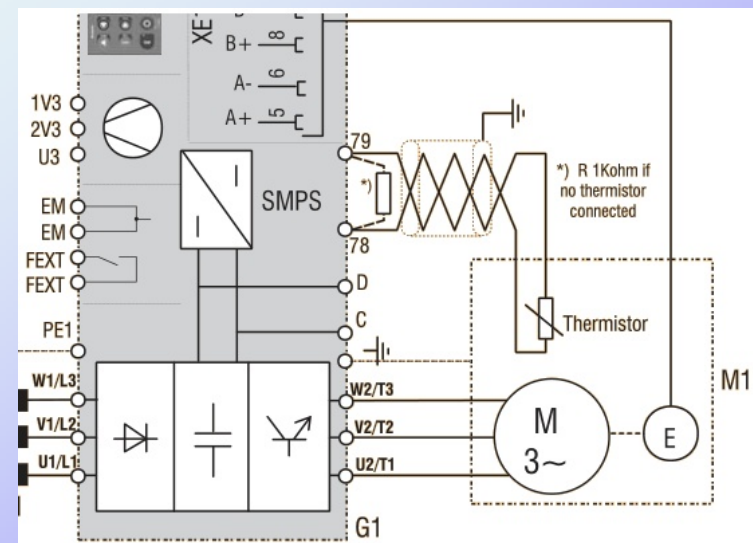 XE
B+ 8
A- 6
A+ 5
1V3
2V3
U3
EM
EM
FEXT
FEXT
PE1
W1/L3
V1/L2
U1/L1
SMPS
79
*)
78
D
C
*) R 1Kohm if
no thermistor
connected
Thermistor
M1
W2/T3
V2/T2
U2/T1
M
3~
E
G1